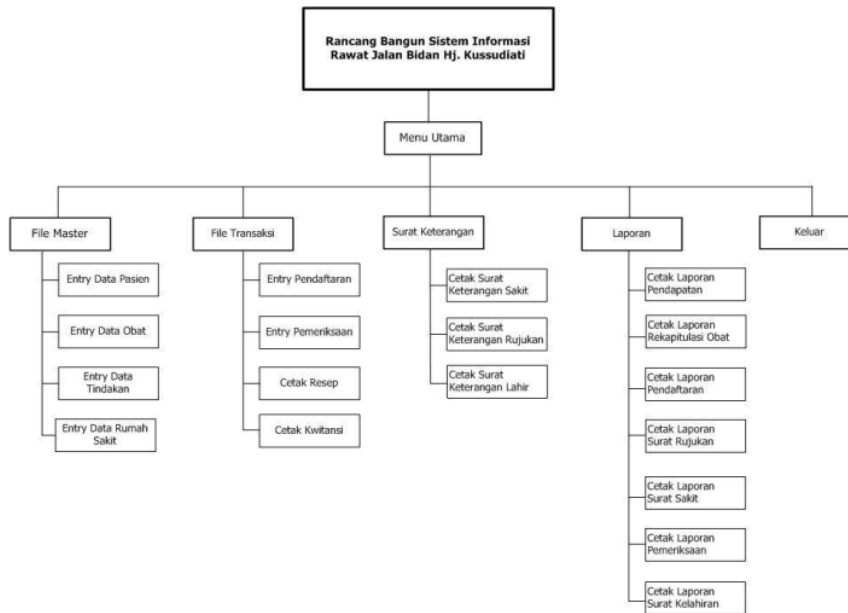 Rancang Bangun Sistem Informasi
Rawat Jalan Bidan Hj. Kussudiati
Menu Utama
File Master
File Transaksi
Surat Keterangan
Laporan
Keluar
Entry Data Pasien
Entry Data Obat
Entry Data
Tindakan
Entry Data Rumah
Sakit
Entry Pendaftaran
Entry Pemeriksaan
Cetak Resep
Cetak Kwitansi
Cetak Surat
Keterangan Sakit
Cetak Surat
Keterangan Rujukan
Cetak Surat
Keterangan Lahir
Cetak Laporan
Pendapatan
Cetak Laporan
Rekapitulasi Obat
Cetak Laporan
Pendaftaran
Cetak Laporan
Surat Rujukan
Cetak Laporan
Surat Sakit
Cetak Laporan
Pemeriksaan
Cetak Laporan
Surat Kelahiran